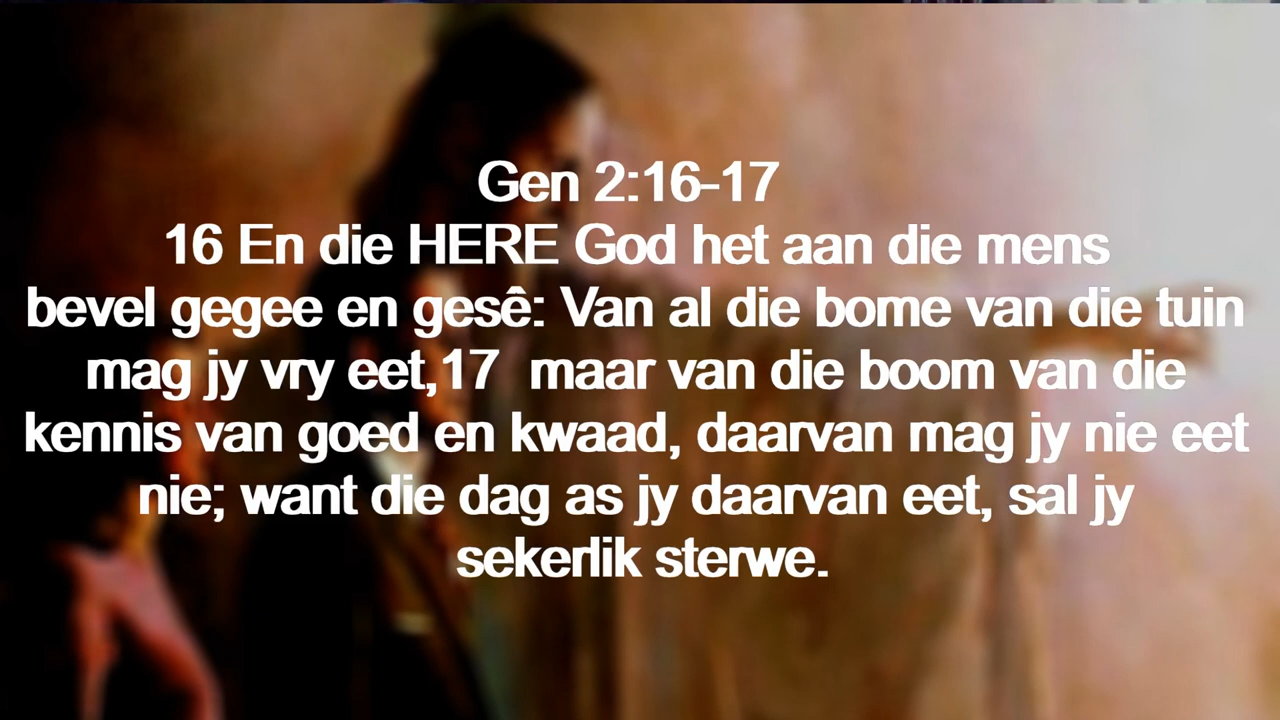 Gen 2:16-17
16 En die HERE God het aan die mens
bevel gegee en gesê: Van al die bome van die tuin
mag jy vry eet,17  maar van die boom van die
kennis van goed en kwaad, daarvan mag jy nie eet
nie; want die dag as jy daarvan eet, sal jy
sekerlik sterwe.